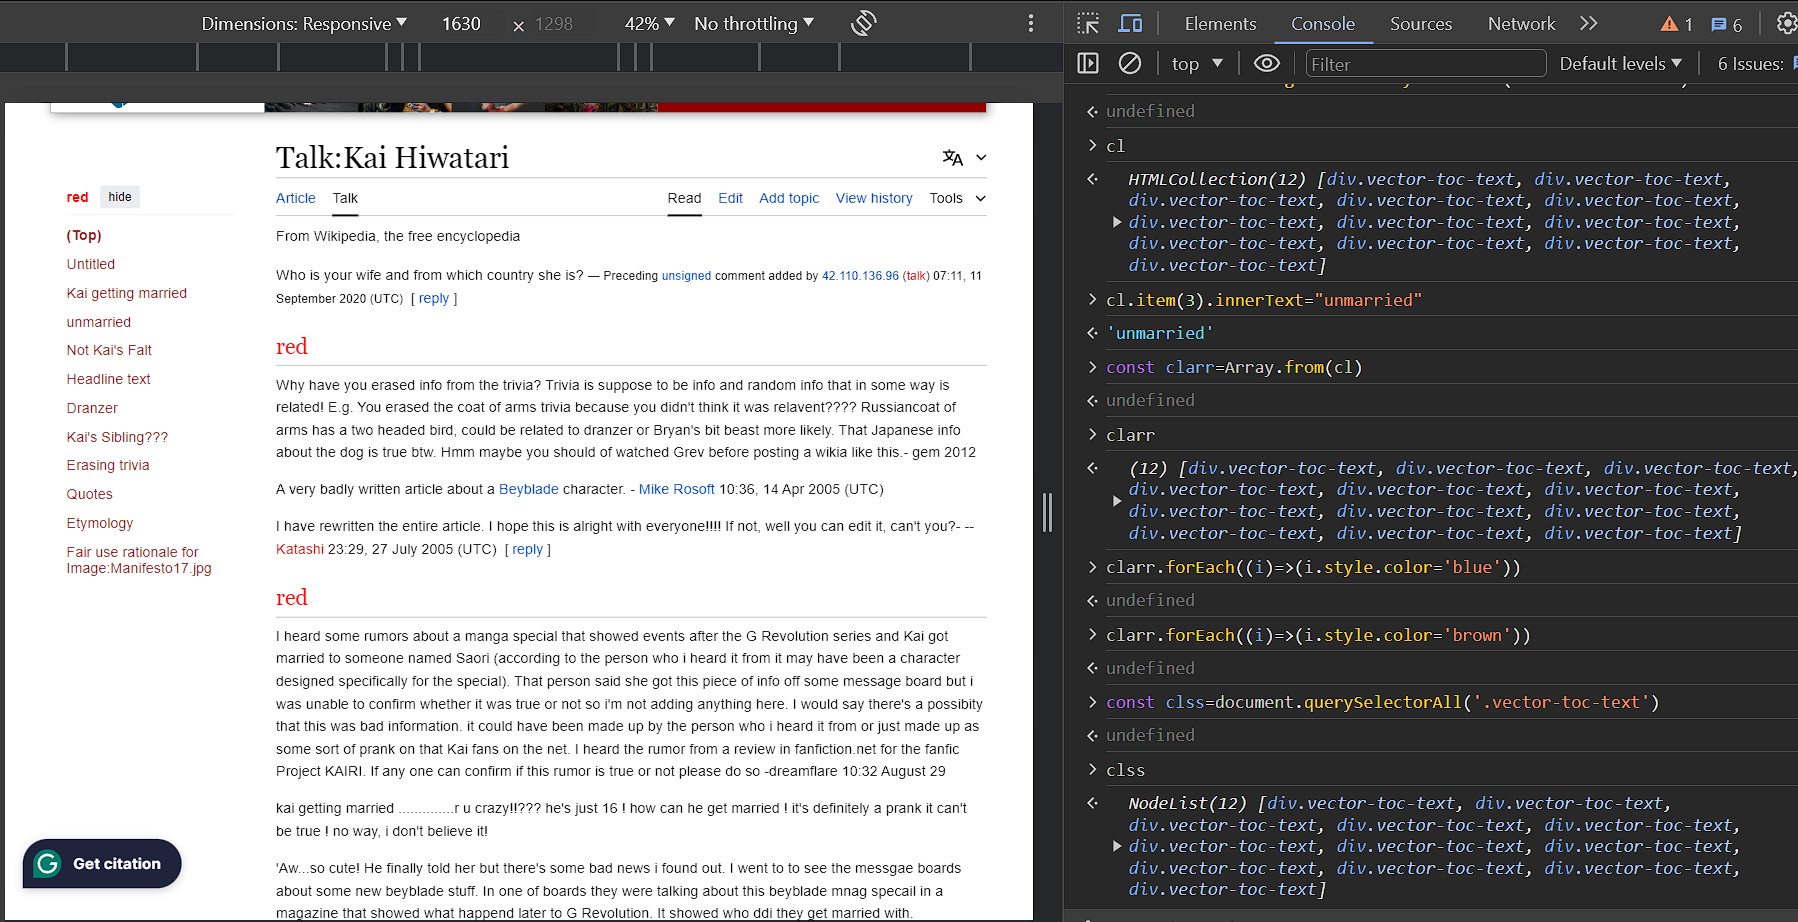 Dimensions: Responsive ▼ 1630 × 1298 42% ▼ No throttling ▼
Elements Console Sources Network 1 6
top ▼ Filter Default levels ▼ 6 Issues:
Talk:Kai Hiwatari
red hide
(Top)
Untitled
Kai getting married
unmarried
Not Kai's Falt
Headline text
Dranzer
Kai's Sibling???
Erasing trivia
Quotes
Etymology
Fair use rationale for
Image:Manifesto17.jpg
Article Talk Read Edit Add topic View history Tools
From Wikipedia, the free encyclopedia
Who is your wife and from which country she is? — Preceding unsigned comment added by 42.110.136.96 (talk) 07:11, 11
September 2020 (UTC) [ reply ]
red
Why have you erased info from the trivia? Trivia is suppose to be info and random info that in some way is
related! E.g. You erased the coat of arms trivia because you didn't think it was relavent???? Russiancoat of
arms has a two headed bird, could be related to dranzer or Bryan's bit beast more likely. That Japanese info
about the dog is true btw. Hmm maybe you should of watched Grev before posting a wikia like this.- gem 2012
A very badly written article about a Beyblade character. - Mike Rosoft 10:36, 14 Apr 2005 (UTC)
I have rewritten the entire article. I hope this is alright with everyone!!!! If not, well you can edit it, can't you?- --
Katashi 23:29, 27 July 2005 (UTC) [ reply ]
red
I heard some rumors about a manga special that showed events after the G Revolution series and Kai got
married to someone named Saori (according to the person who i heard it from it may have been a character
designed specifically for the special). That person said she got this piece of info off some message board but i
was unable to confirm whether it was true or not so i'm not adding anything here. I would say there's a possibity
that this was bad information. it could have been made up by the person who i heard it from or just made up as
some sort of prank on that Kai fans on the net. I heard the rumor from a review in fanfiction.net for the fanfic
Project KAIRI. If any one can confirm if this rumor is true or not please do so -dreamflare 10:32 August 29
kai getting married ..............r u crazy!!??? he's just 16 ! how can he get married ! it's definitely a prank it can't
be true ! no way, i don't believe it!
'Aw...so cute! He finally told her but there's some bad news i found out. I went to to see the messgae boards
about some new beyblade stuff. In one of boards they were talking about this beyblade mnag specail in a
magazine that showed what happend later to G Revolution. It showed who ddi they get married with.
Get citation
undefined
cl
HTMLCollection(12) [div.vector-toc-text, div.vector-toc-text,
div.vector-toc-text, div.vector-toc-text, div.vector-toc-text,
div.vector-toc-text, div.vector-toc-text, div.vector-toc-text,
div.vector-toc-text, div.vector-toc-text, div.vector-toc-text,
div.vector-toc-text]
cl.item(3).innerText="unmarried"
'unmarried'
const clarr=Array.from(cl)
undefined
clarr
(12) [div.vector-toc-text, div.vector-toc-text, div.vector-toc-text,
div.vector-toc-text, div.vector-toc-text, div.vector-toc-text,
div.vector-toc-text, div.vector-toc-text, div.vector-toc-text,
div.vector-toc-text, div.vector-toc-text, div.vector-toc-text]
clarr.forEach((i)=>(i.style.color='blue'))
undefined
clarr.forEach((i)=>(i.style.color='brown'))
undefined
const clss=document.querySelectorAll('.vector-toc-text')
undefined
clss
NodeList(12) [div.vector-toc-text, div.vector-toc-text,
div.vector-toc-text, div.vector-toc-text, div.vector-toc-text,
div.vector-toc-text, div.vector-toc-text, div.vector-toc-text,
div.vector-toc-text, div.vector-toc-text, div.vector-toc-text,
div.vector-toc-text]